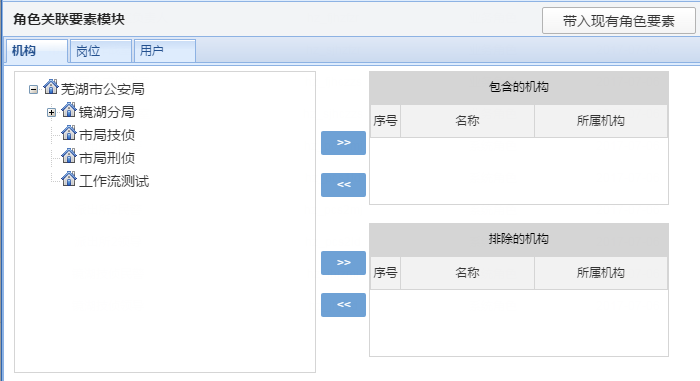 角色关联要素模块
带入现有角色要素
机构 岗位 用户
芜湖市公安局
镜湖分局
市局技侦
市局刑侦
工作流测试
>>
<<
包含的机构
序号 名称 所属机构
>>
<<
排除的机构
序号 名称 所属机构